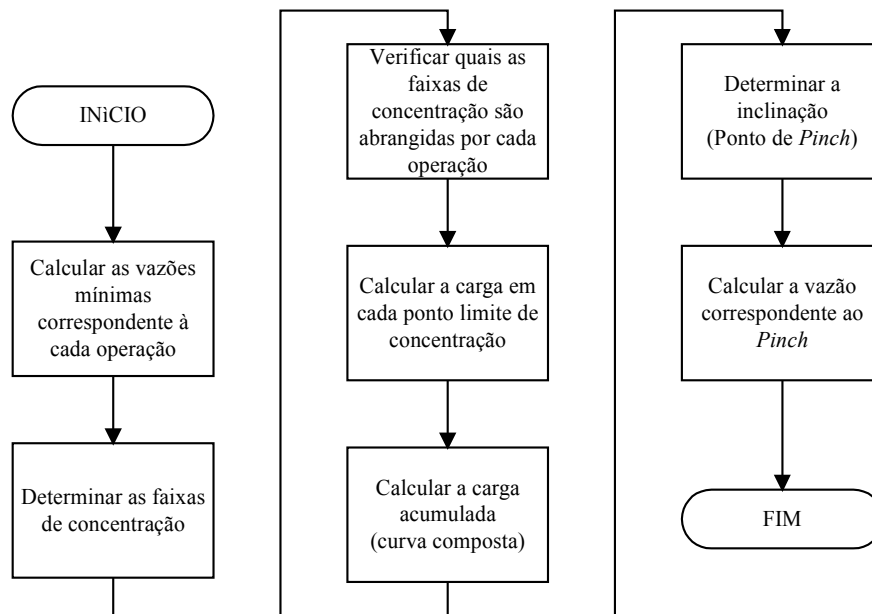 INìCIO
Calcular as vazões
mínimas
correspondente à
cada operação
Determinar as faixas
de concentração
Verificar quais as
faixas de
concentração são
abrangidas por cada
operação
Calcular a carga em
cada ponto limite de
concentração
Calcular a carga
acumulada
(curva composta)
Determinar a
inclinação
(Ponto de Pinch)
Calcular a vazão
correspondente ao
Pinch
FIM